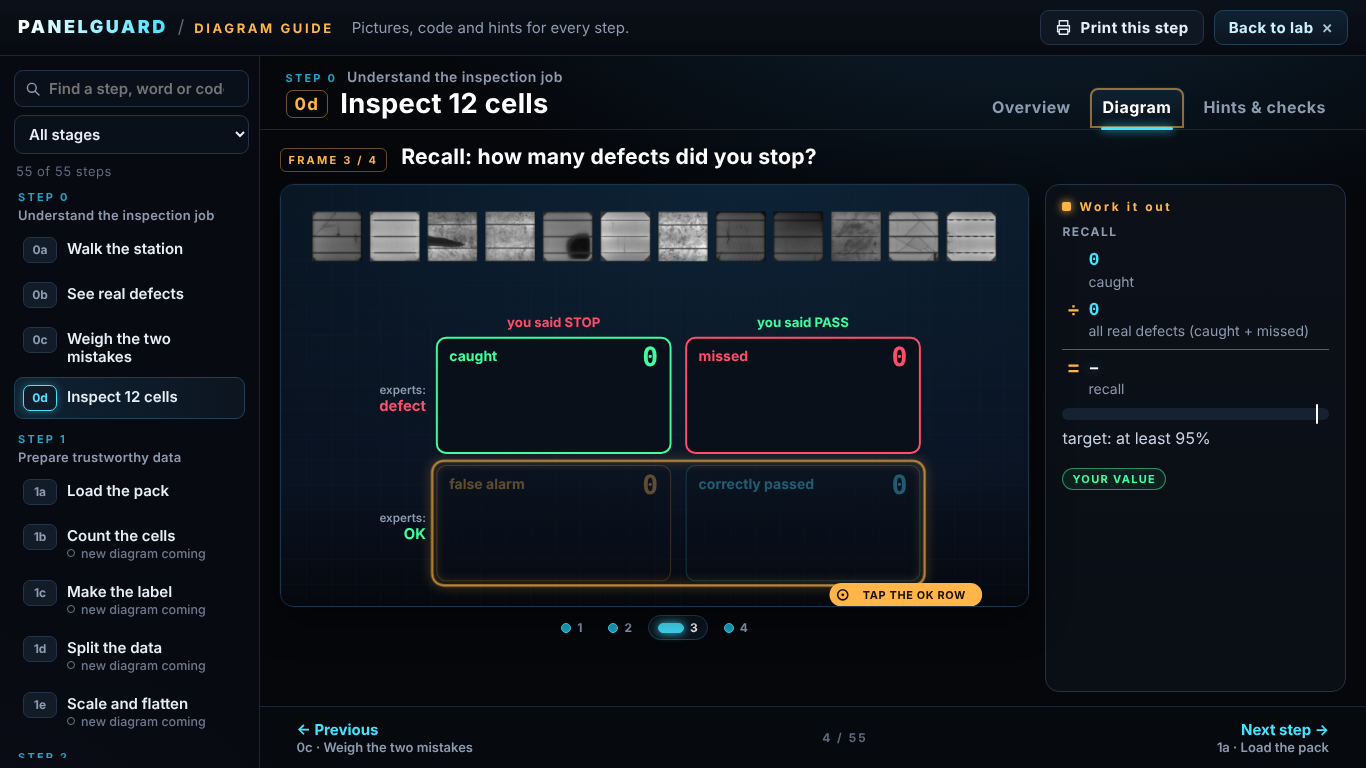 PANELGUARD / DIAGRAM GUIDE Pictures, code and hints for every step.
Print this step
Back to lab ×
Find a step, word or cod
All stages
55 of 55 steps
STEP 0
Understand the inspection job
0a Walk the station
0b See real defects
0c Weigh the two
mistakes
0d Inspect 12 cells
STEP 1
Prepare trustworthy data
1a Load the pack
1b Count the cells
new diagram coming
1c Make the label
new diagram coming
1d Split the data
new diagram coming
1e Scale and flatten
new diagram coming
STEP 2
STEP 0 Understand the inspection job
0d Inspect 12 cells
Overview
Diagram
Hints & checks
FRAME 3 / 4 Recall: how many defects did you stop?
you said STOP
you said PASS
experts:
defect
caught 0
missed 0
experts:
OK
false alarm 0
correctly passed 0
TAP THE OK ROW
1
2
3
4
Work it out
RECALL
0
caught
÷ 0
all real defects (caught + missed)
= –
recall
target: at least 95%
YOUR VALUE
← Previous
0c · Weigh the two mistakes
4 / 55
Next step →
1a · Load the pack